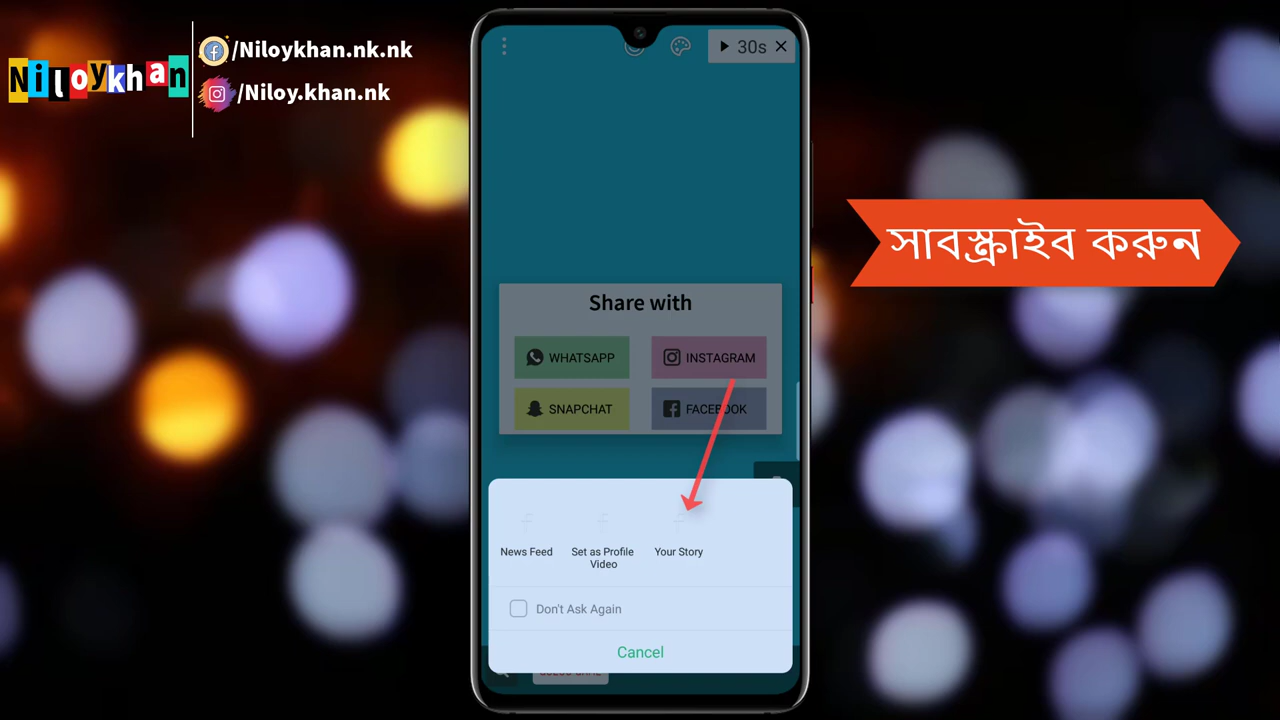 Niloykhan
/Niloykhan.nk.nk
/Niloy.khan.nk
30s
Share with
WHATSAPP
INSTAGRAM
SNAPCHAT
FACEBOOK
সাবস্ক্রাইব করুন
News Feed
Set as Profile
Video
Your Story
Don't Ask Again
Cancel